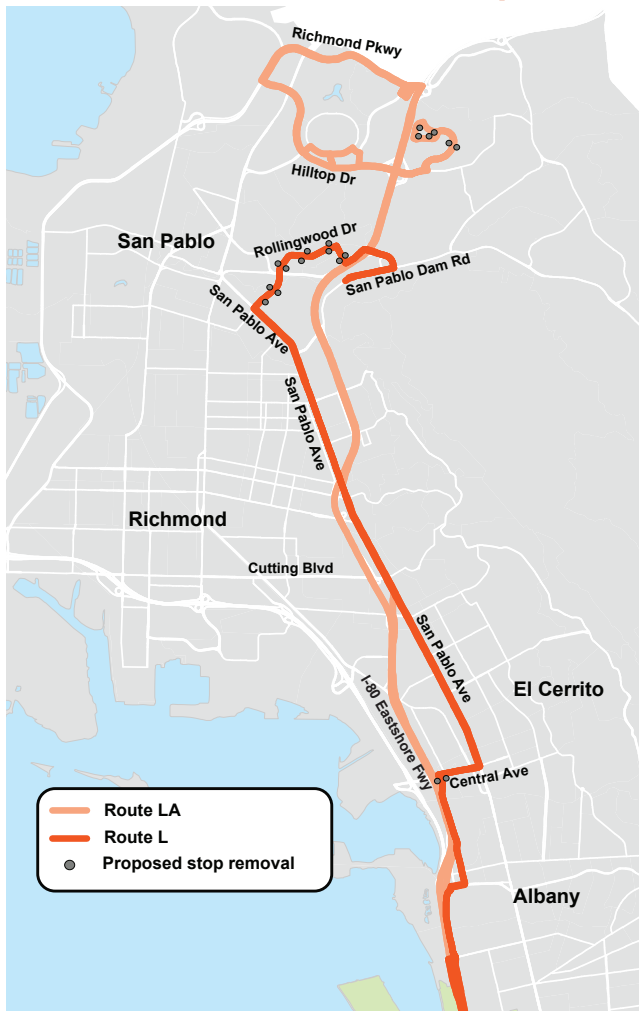 Richmond Pkwy
Hilltop Dr
Rollingwood Dr
San Pablo
San Pablo Dam Rd
San Pablo Ave
San Pablo Ave
Richmond
Cutting Blvd
San Pablo Ave
El Cerrito
I-80 Eastshore Fwy
Central Ave
Route LA
Route L
Proposed stop removal
Albany